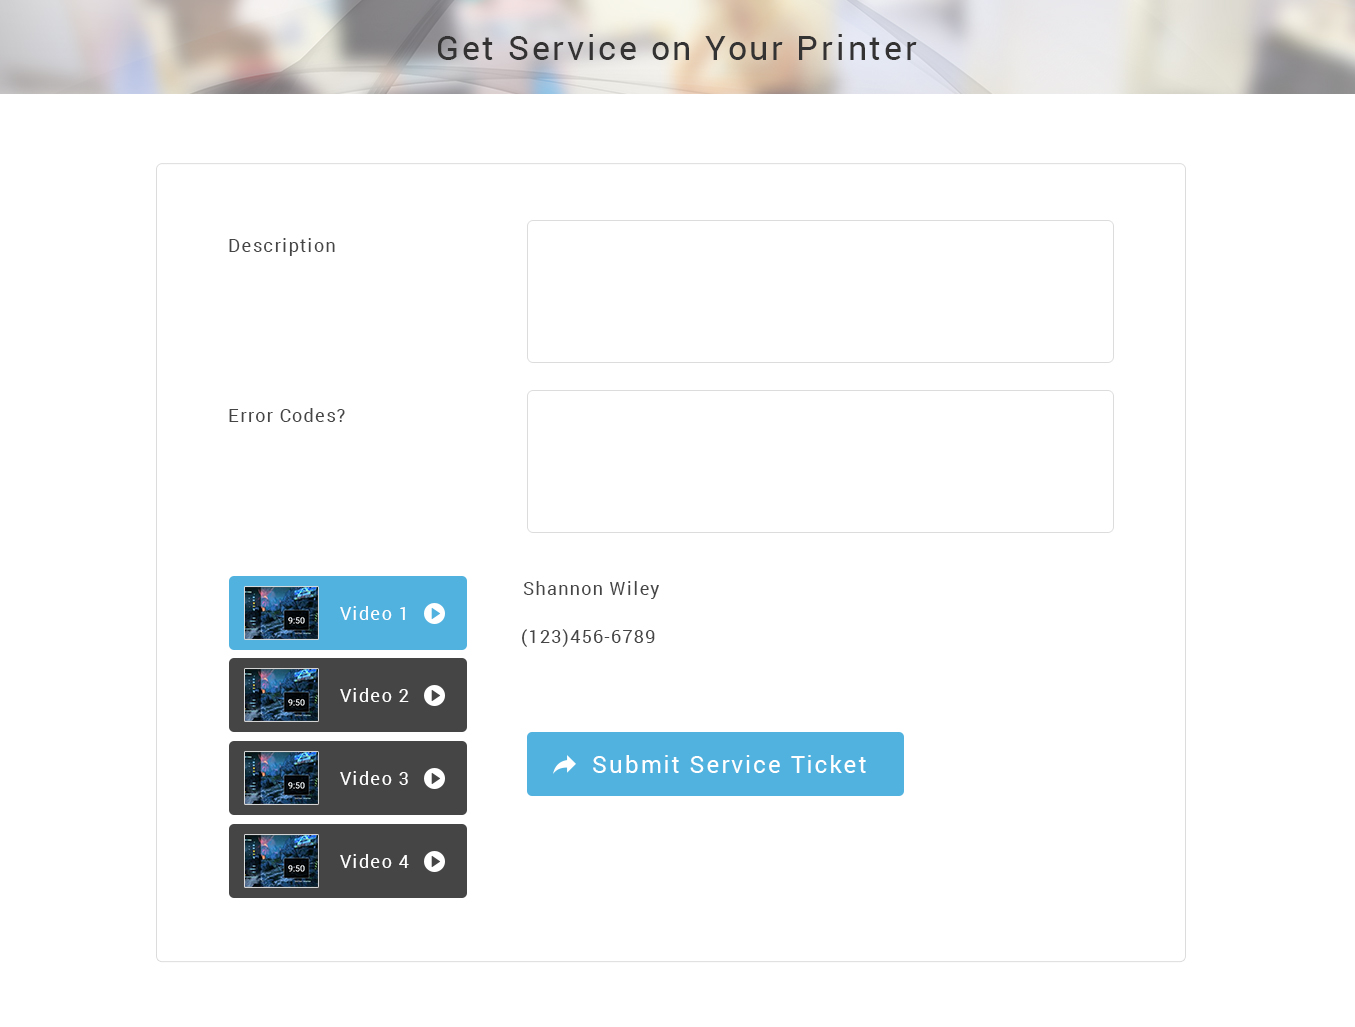 Get Service on Your Printer
Description
Error Codes?
9:50
Video 1
9:50
Video 2
9:50
Video 3
9:50
Video 4
Shannon Wiley
(123)456-6789
Submit Service Ticket